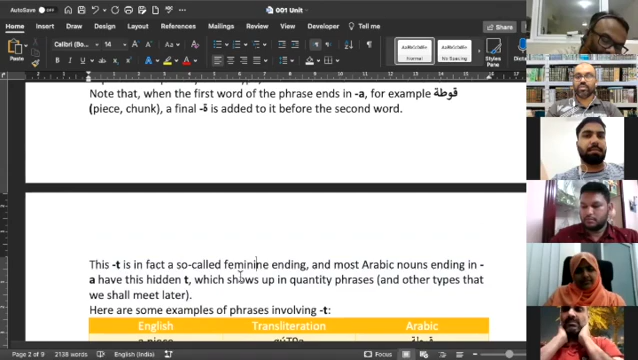 AutoSave
OFF
001 Unit
Home
Insert
Draw
Design
Layout
References
Mailings
Review
View
Developer
Tell me
Share
Paste
Calibri (Bo...
14
Normal
No Spacing
Styles
Pane
Note that, when the first word of the phrase ends in -a, for example قوطة
(piece, chunk), a final -ة is added to it before the second word.
This -t is in fact a so-called feminine ending, and most Arabic nouns ending in -
a have this hidden t, which shows up in quantity phrases (and other types that
we shall meet later).
Here are some examples of phrases involving -t:
English Transliteration Arabic
Page 2 of 9
2138 words
English (India)
Focus